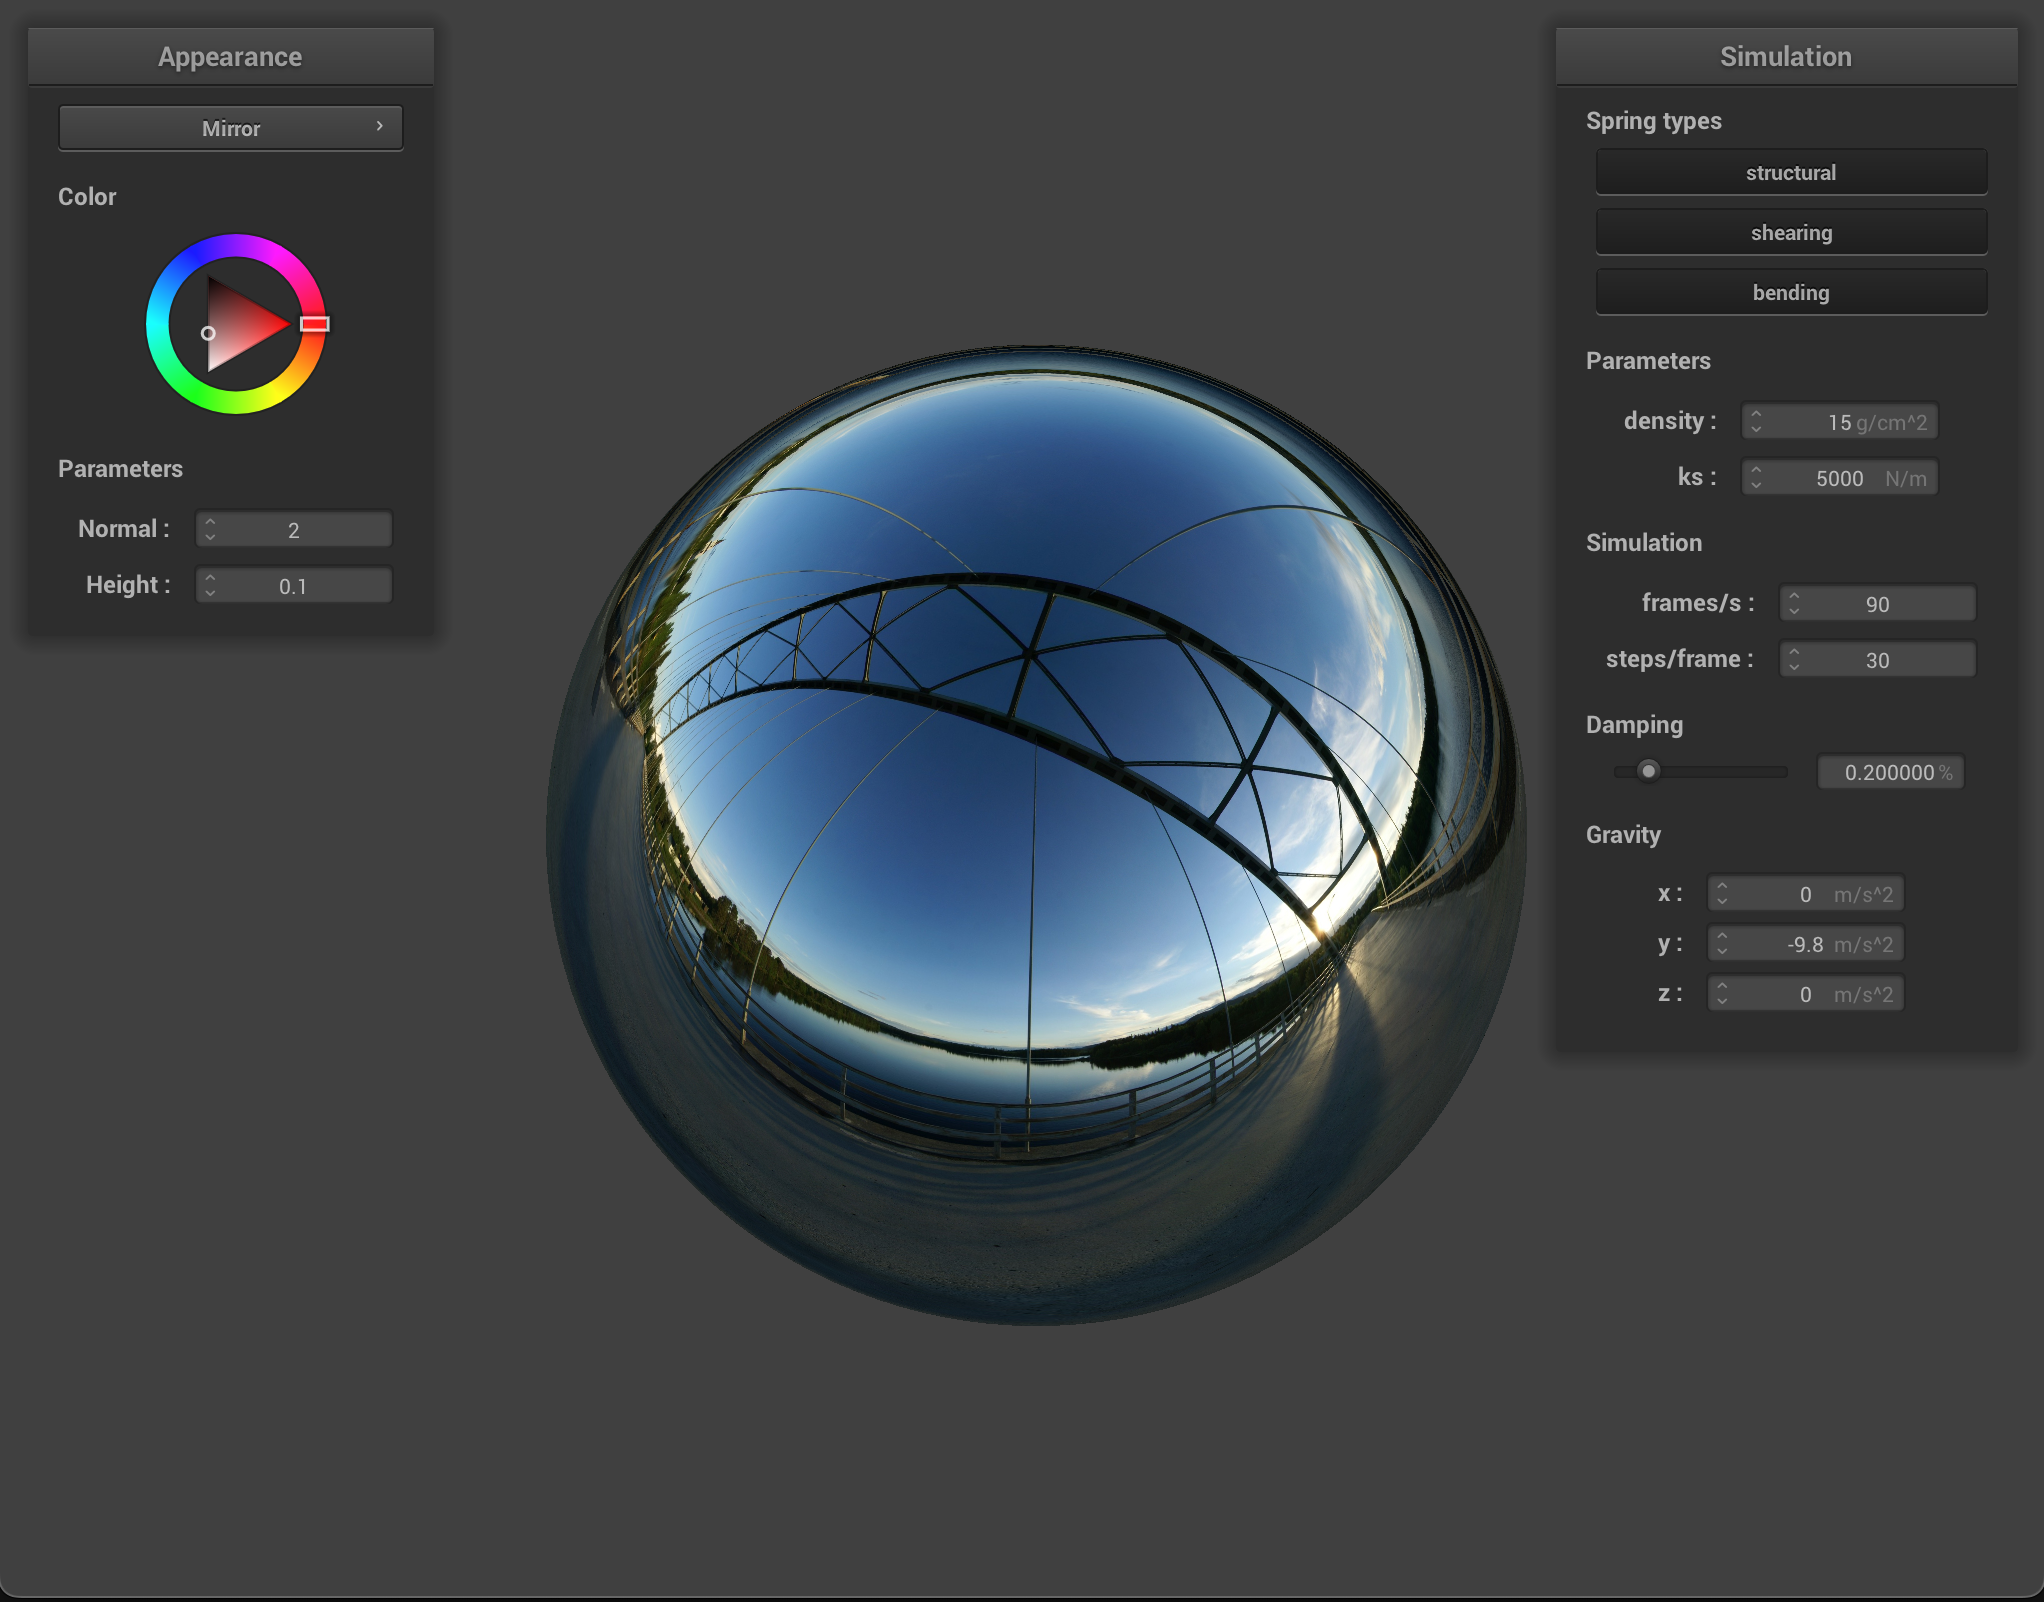 Appearance
Mirror
Color
Parameters
Normal : 2
Height : 0.1
Simulation
Spring types
structural
shearing
bending
Parameters
density : 15 g/cm^2
ks : 5000 N/m
Simulation
frames/s : 90
steps/frame : 30
Damping
0.200000 %
Gravity
x : 0 m/s^2
y : -9.8 m/s^2
z : 0 m/s^2